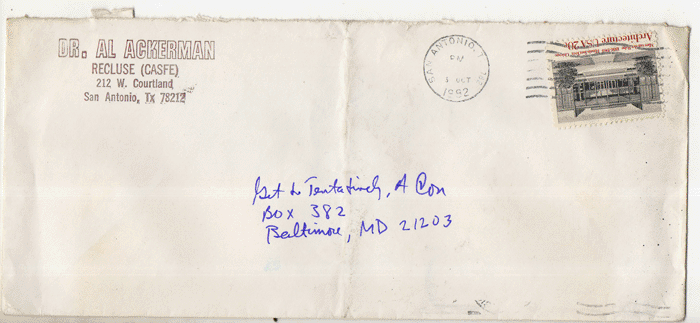 DR. AL ACKERMAN
RECLUSE (CASFE)
212 W. Courtland
San Antonio, Tx 78212
SAN ANTONIO, T
PM
1 OCT
1982
Architecture USA 20c
Tentatively, A Con
Box 382
Baltimore, MD 21203